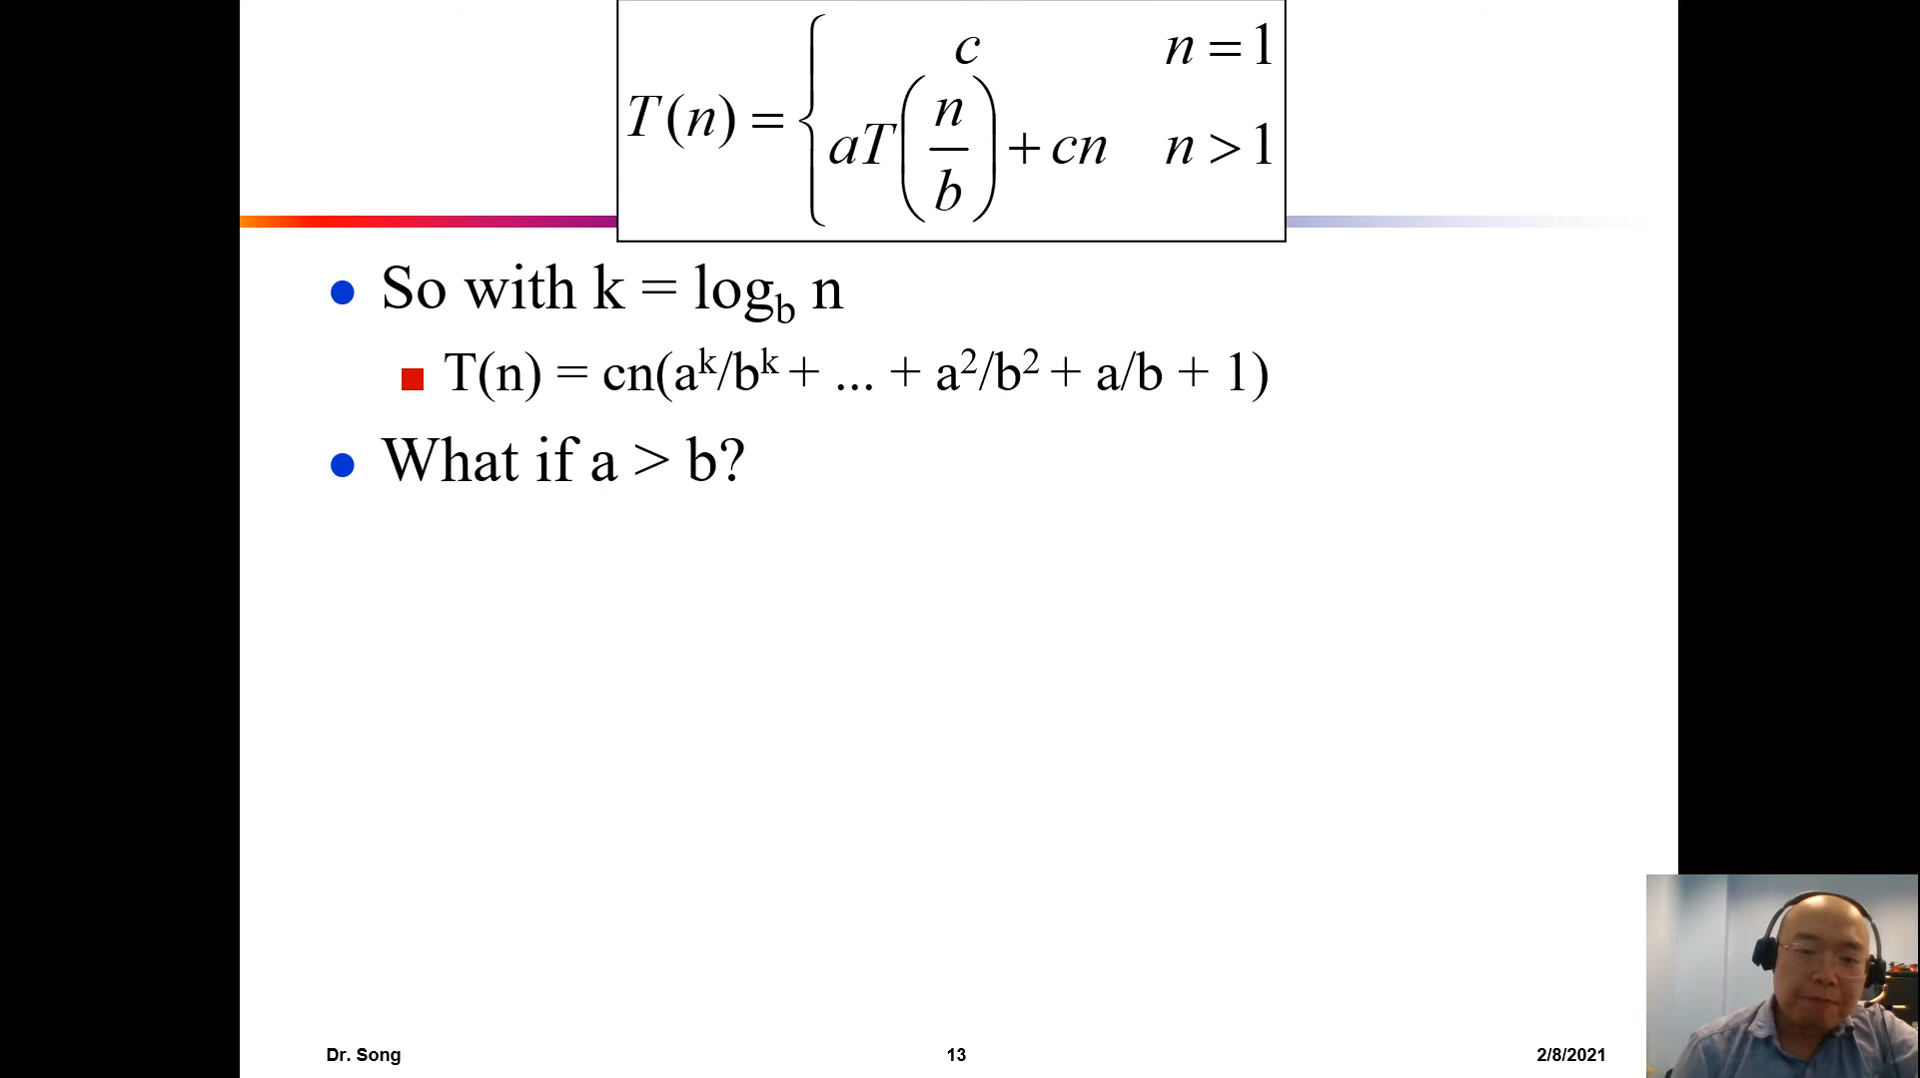 T(n) = { c n = 1
aT(n/b) + cn n > 1
● So with k = log_b n
■ T(n) = cn(a^k/b^k + ... + a^2/b^2 + a/b + 1)
● What if a > b?
Dr. Song 13 2/8/2021